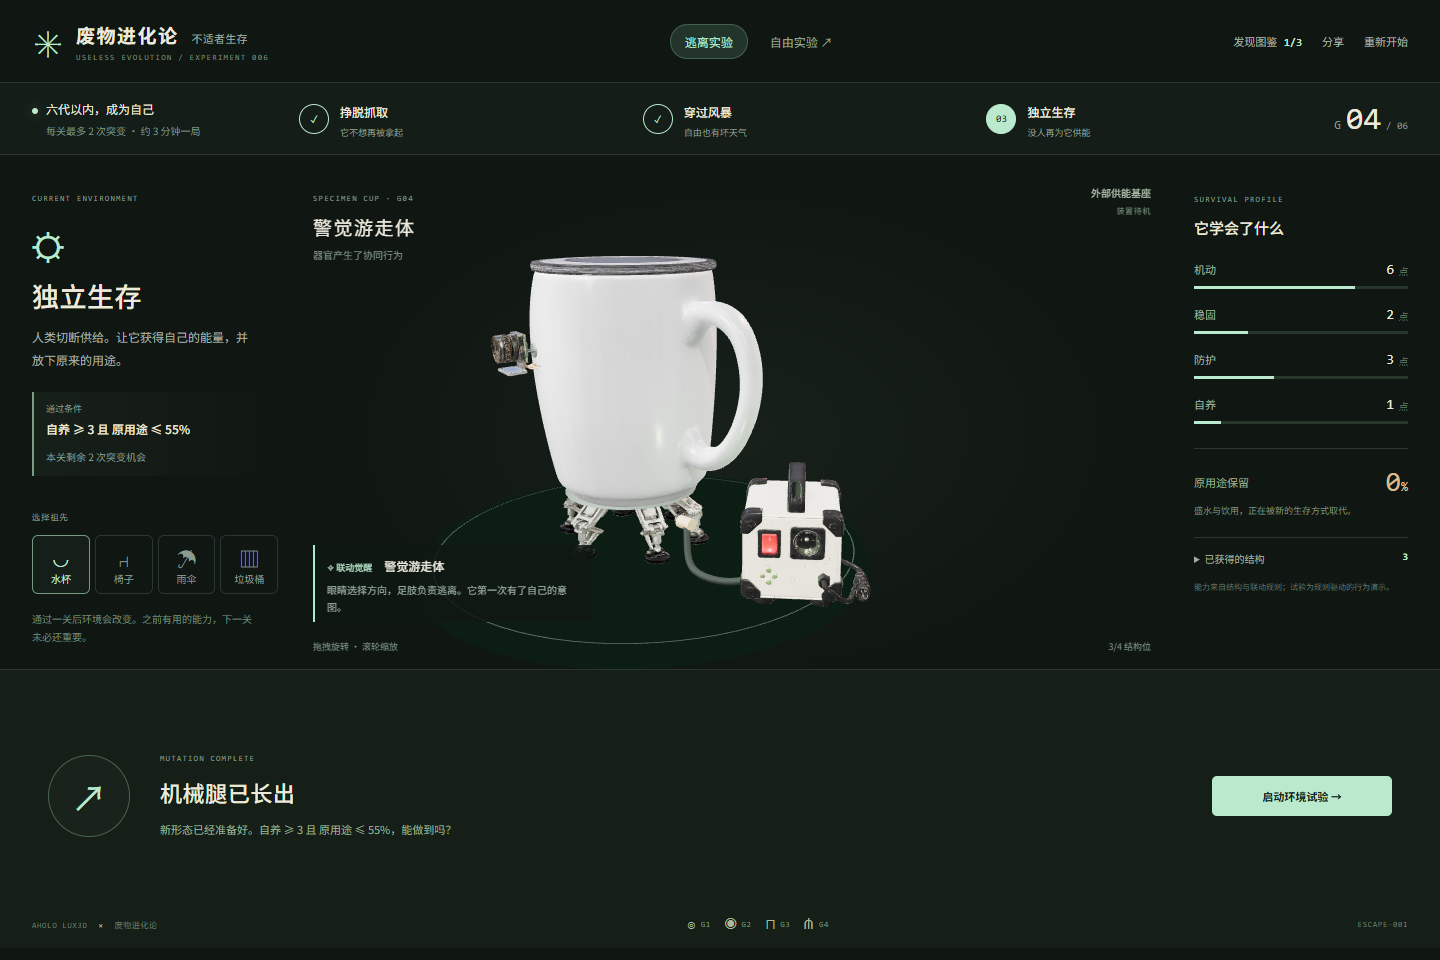 废物进化论 不适者生存
USELESS EVOLUTION / EXPERIMENT 006
逃离实验 自由实验 ↗
发现图鉴 1/3 分享 重新开始
六代以内，成为自己
每关最多 2 次突变 · 约 3 分钟一局
✓ 挣脱抓取
它不想再被拿起
✓ 穿过风暴
自由也有坏天气
03 独立生存
没人再为它供能
G 04 / 06
CURRENT ENVIRONMENT
独立生存
人类切断供给。让它获得自己的能量，并
放下原来的用途。
通过条件
自养 ≥ 3 且 原用途 ≤ 55%
本关剩余 2 次突变机会
选择祖先
水杯 椅子 雨伞 垃圾桶
通过一关后环境会改变。之前有用的能力，下一关
未必还重要。
SPECIMEN CUP · G04
警觉游走体
器官产生了协同行为
外部供能基座
装置待机
✧ 联动觉醒 警觉游走体
眼睛选择方向，足肢负责逃离。它第一次有了自己的意
图。
拖拽旋转 · 滚轮缩放
3/4 结构位
SURVIVAL PROFILE
它学会了什么
机动 6 点
稳固 2 点
防护 3 点
自养 1 点
原用途保留 0%
盛水与饮用，正在被新的生存方式取代。
▶ 已获得的结构 3
能力来自结构与联动规则；试验为规则驱动的行为演示。
MUTATION COMPLETE
机械腿已长出
新形态已经准备好。自养 ≥ 3 且 原用途 ≤ 55%，能做到吗？
启动环境试验 →
AHOLO LUX3D × 废物进化论
G1 G2 G3 G4
ESCAPE-001